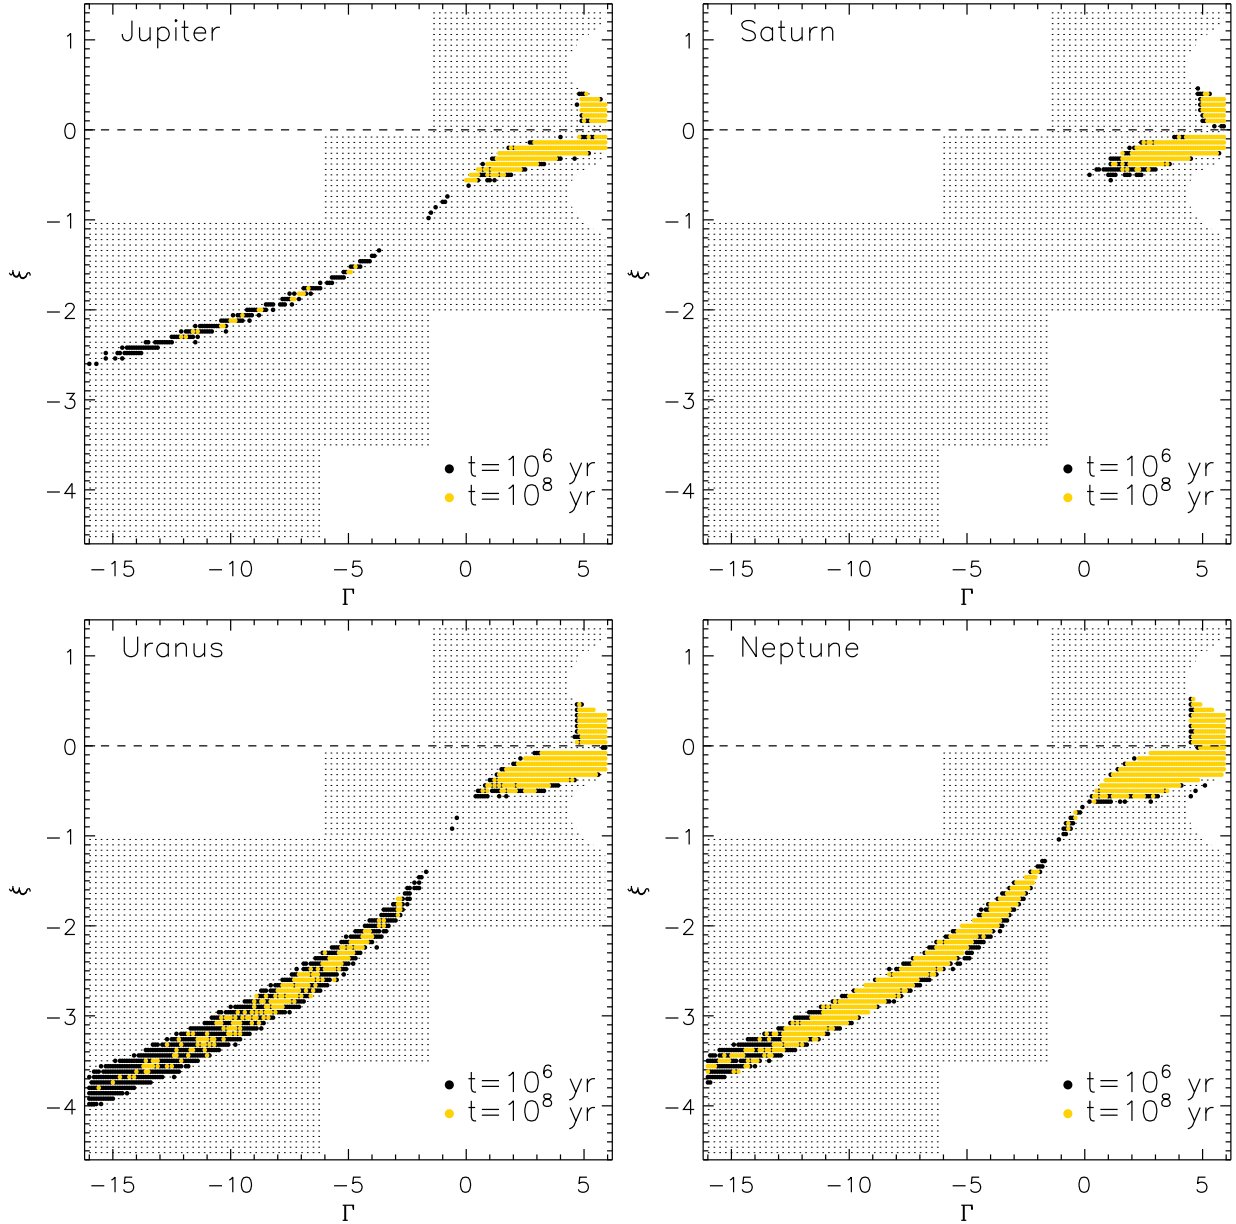 Jupiter
1
0
−1
−2
−3
−4
ξ
t=10⁶ yr
t=10⁸ yr
−15 −10 −5 0 5
Γ
Saturn
1
0
−1
−2
−3
−4
ξ
t=10⁶ yr
t=10⁸ yr
−15 −10 −5 0 5
Γ
Uranus
1
0
−1
−2
−3
−4
ξ
t=10⁶ yr
t=10⁸ yr
−15 −10 −5 0 5
Γ
Neptune
1
0
−1
−2
−3
−4
ξ
t=10⁶ yr
t=10⁸ yr
−15 −10 −5 0 5
Γ